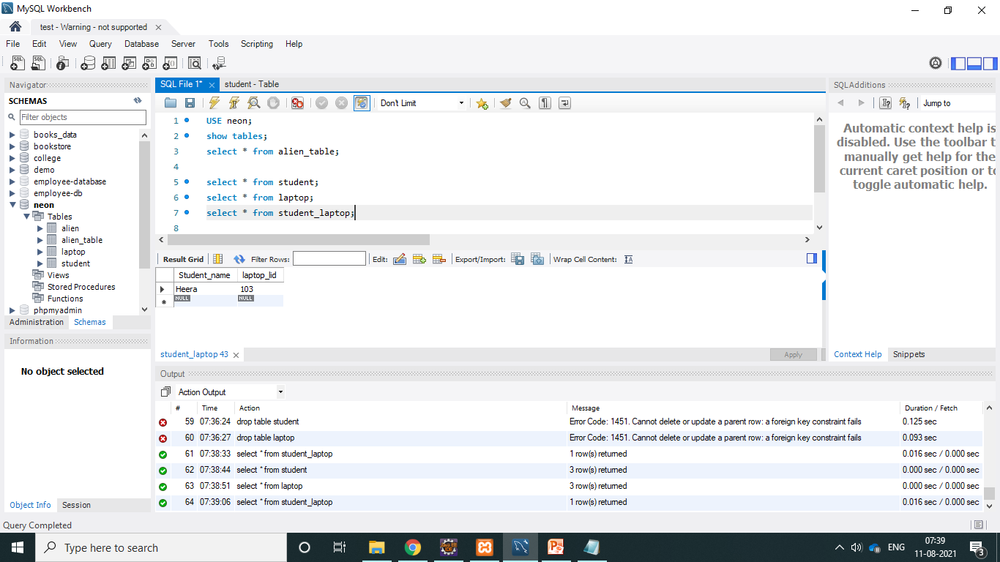 MySQL Workbench
test - Warning - not supported
File Edit View Query Database Server Tools Scripting Help
Navigator
SCHEMAS
Filter objects
books_data
bookstore
college
demo
employee-database
employee-db
neon
Tables
alien
alien_table
laptop
student
Views
Stored Procedures
Functions
phpmyadmin
Administration Schemas
Information
No object selected
Object Info Session
SQL File 1* student - Table
Don't Limit
1 USE neon;
2 show tables;
3 select * from alien_table;
4
5 select * from student;
6 select * from laptop;
7 select * from student_laptop;
8
Result Grid Filter Rows: Edit: Export/Import: Wrap Cell Content:
Student_name laptop_lid
Heera 103
NULL NULL
student_laptop 43
Apply
SQLAdditions
Jump to
Automatic context help is
disabled. Use the toolbar t
manually get help for the
current caret position or to
toggle automatic help.
Context Help Snippets
Output
Action Output
# Time Action Message Duration / Fetch
59 07:36:24 drop table student Error Code: 1451. Cannot delete or update a parent row: a foreign key constraint fails 0.125 sec
60 07:36:27 drop table laptop Error Code: 1451. Cannot delete or update a parent row: a foreign key constraint fails 0.093 sec
61 07:38:33 select * from student_laptop 1 row(s) returned 0.016 sec / 0.000 sec
62 07:38:44 select * from student 3 row(s) returned 0.000 sec / 0.000 sec
63 07:38:51 select * from laptop 3 row(s) returned 0.000 sec / 0.000 sec
64 07:39:06 select * from student_laptop 1 row(s) returned 0.016 sec / 0.000 sec
Query Completed
Type here to search
ENG
07:39
11-08-2021
3